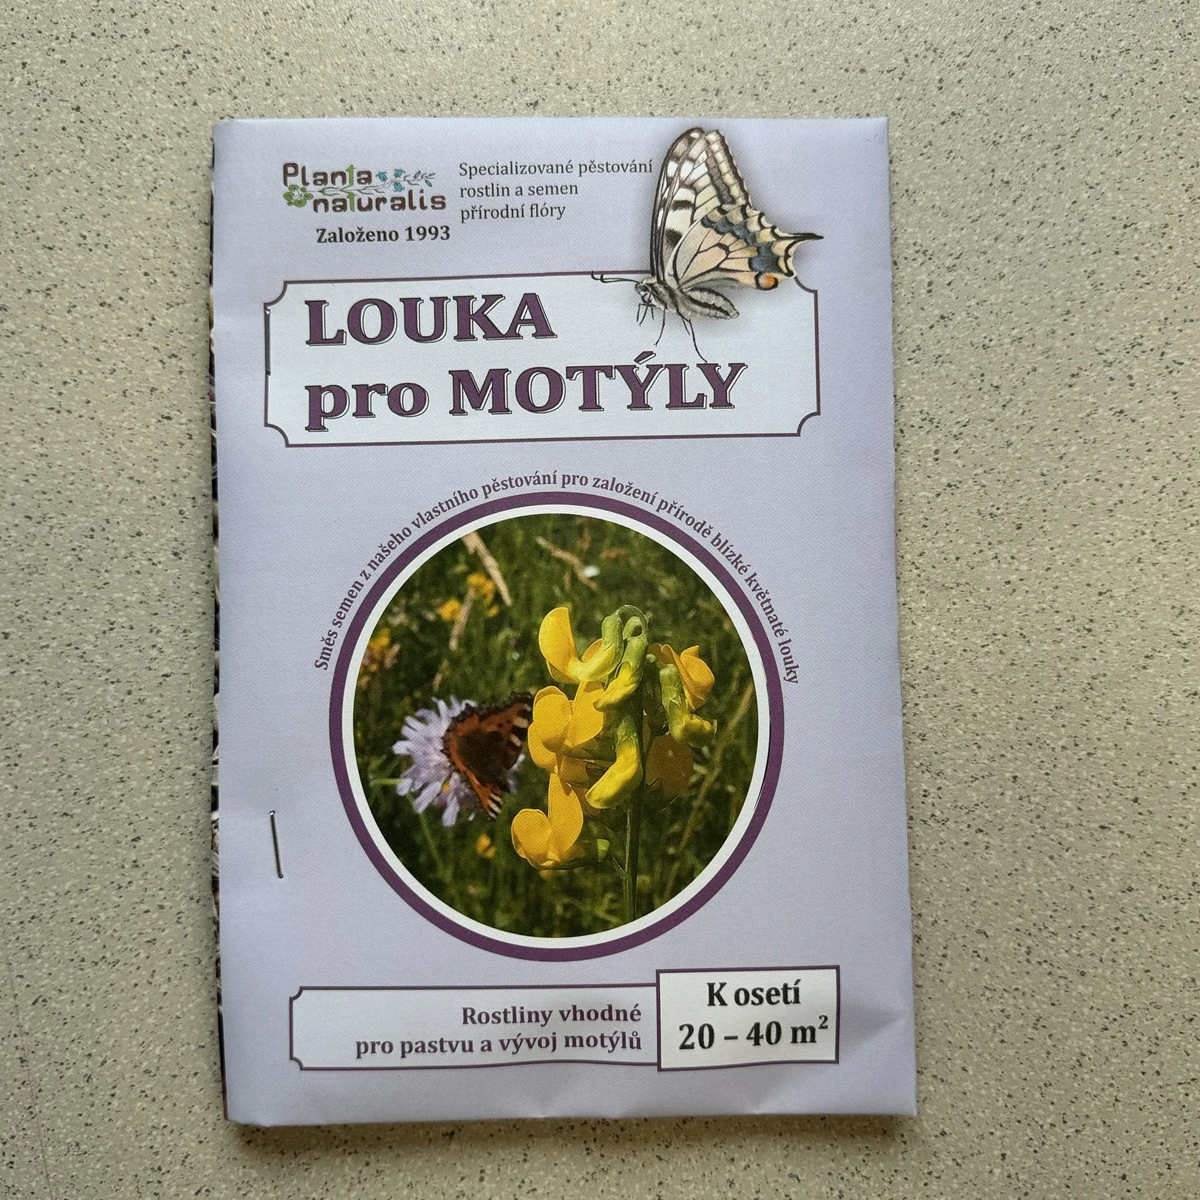 Planta
naturalis
Založeno 1993
Specializované pěstování
rostlin a semen
přírodní flóry
LOUKA
pro MOTÝLY
Směs semen z našeho vlastního pěstování pro založení přírodě blízké květnaté louky
Rostliny vhodné
pro pastvu a vývoj motýlů
K osetí
20 – 40 m²